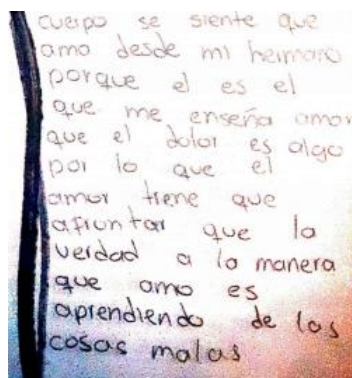 cuerpo se siente que
amo desde mi hermano
porque el es el
que me enseña amor
que el dolor es algo
por lo que el
amor tiene que
afrontar que la
verdad a la manera
que amo es
aprendiendo de las
cosas malas